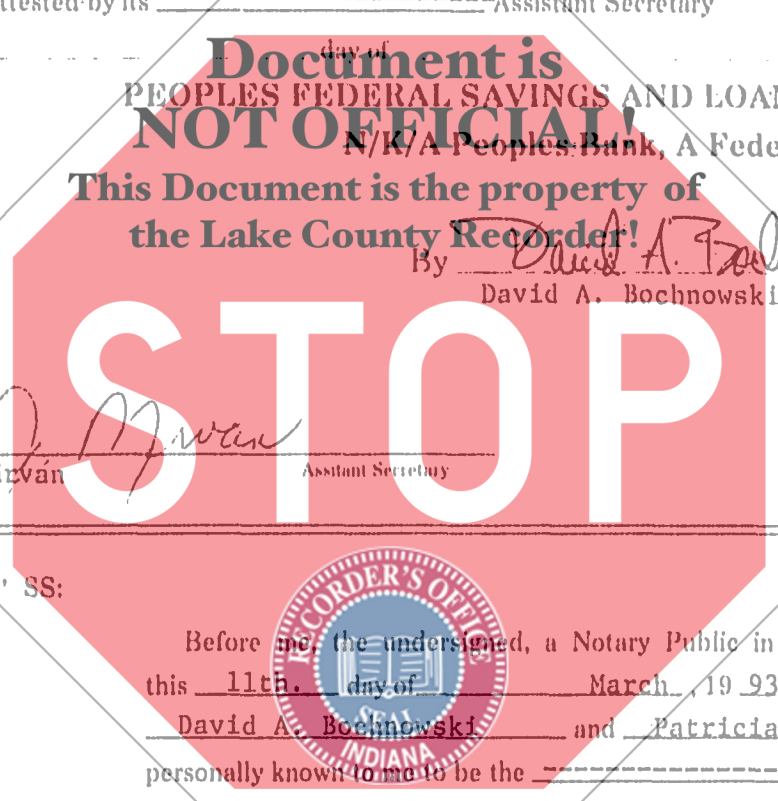 attested by its Assistant Secretary
day of
Document is
PEOPLES FEDERAL SAVINGS AND LOAN
NOT OFFICIAL!
N/K/A Peoples Bank, A Fede
This Document is the property of
the Lake County Recorder!
By David A.
David A. Bochnowski
STOP
Assitant Secretary
SS:
RECORDER'S OFFICE
SEAL
INDIANA
Before me, the undersigned, a Notary Public in
this 11th. day of March , 19 93
David A. Bochnowski and Patricia
personally known to me to be the